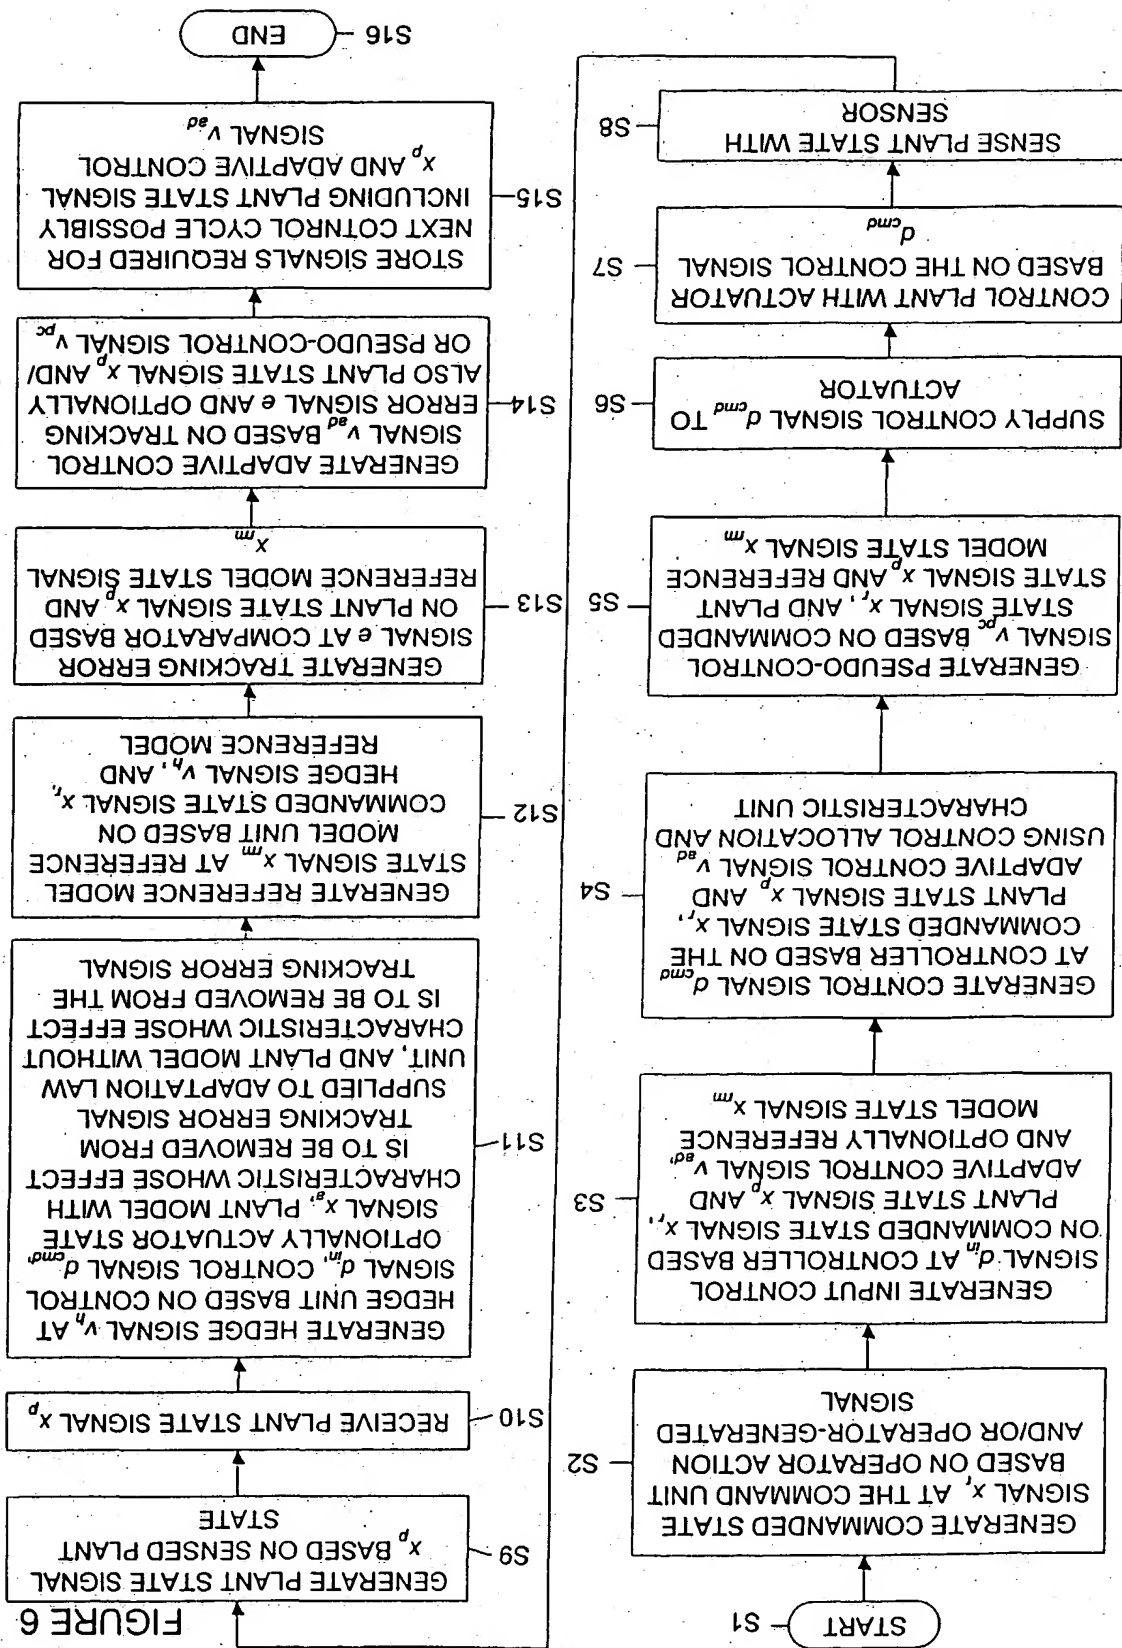 FIGURE 6
START
S1
GENERATE COMMANDED STATE
SIGNAL x_r AT THE COMMAND UNIT
BASED ON OPERATOR ACTION
AND/OR OPERATOR-GENERATED
SIGNAL
S2
GENERATE INPUT CONTROL
SIGNAL d_in AT CONTROLLER BASED
ON COMMANDED STATE SIGNAL x_r,
PLANT STATE SIGNAL x_p AND
ADAPTIVE CONTROL SIGNAL v_ad,
AND OPTIONALLY REFERENCE
MODEL STATE SIGNAL x_m
S3
GENERATE CONTROL SIGNAL d_cmd
AT CONTROLLER BASED ON THE
COMMANDED STATE SIGNAL x_r,
PLANT STATE SIGNAL x_p AND
ADAPTIVE CONTROL SIGNAL v_ad
USING CONTROL ALLOCATION AND
CHARACTERISTIC UNIT
S4
GENERATE PSEUDO-CONTROL
SIGNAL v_pc BASED ON COMMANDED
STATE SIGNAL x_r, AND PLANT
STATE SIGNAL x_p AND REFERENCE
MODEL STATE SIGNAL x_m
S5
SUPPLY CONTROL SIGNAL d_cmd TO
ACTUATOR
S6
CONTROL PLANT WITH ACTUATOR
BASED ON THE CONTROL SIGNAL
d_cmd
S7
SENSE PLANT STATE WITH
SENSOR
S8
GENERATE PLANT STATE SIGNAL
x_p BASED ON SENSED PLANT
STATE
S9
RECEIVE PLANT STATE SIGNAL x_p
S10
GENERATE HEDGE SIGNAL v_h AT
HEDGE UNIT BASED ON CONTROL
SIGNAL d_in, CONTROL SIGNAL d_cmd,
OPTIONALLY ACTUATOR STATE
SIGNAL x_a, PLANT MODEL WITH
CHARACTERISTIC WHOSE EFFECT
IS TO BE REMOVED FROM
TRACKING ERROR SIGNAL
SUPPLIED TO ADAPTATION LAW
UNIT, AND PLANT MODEL WITHOUT
CHARACTERISTIC WHOSE EFFECT
IS TO BE REMOVED FROM THE
TRACKING ERROR SIGNAL
S11
GENERATE REFERENCE MODEL
STATE SIGNAL x_m AT REFERENCE
MODEL UNIT BASED ON
COMMANDED STATE SIGNAL x_r,
HEDGE SIGNAL v_h, AND
REFERENCE MODEL
S12
GENERATE TRACKING ERROR
SIGNAL e AT COMPARATOR BASED
ON PLANT STATE SIGNAL x_p AND
REFERENCE MODEL STATE SIGNAL
x_m
S13
GENERATE ADAPTIVE CONTROL
SIGNAL v_ad BASED ON TRACKING
ERROR SIGNAL e AND OPTIONALLY
ALSO PLANT STATE SIGNAL x_p AND/
OR PSEUDO-CONTROL SIGNAL v_pc
S14
STORE SIGNALS REQUIRED FOR
NEXT COTNROL CYCLE POSSIBLY
INCLUDING PLANT STATE SIGNAL
x_p AND ADAPTIVE CONTROL
SIGNAL v_ad
S15
END
S16